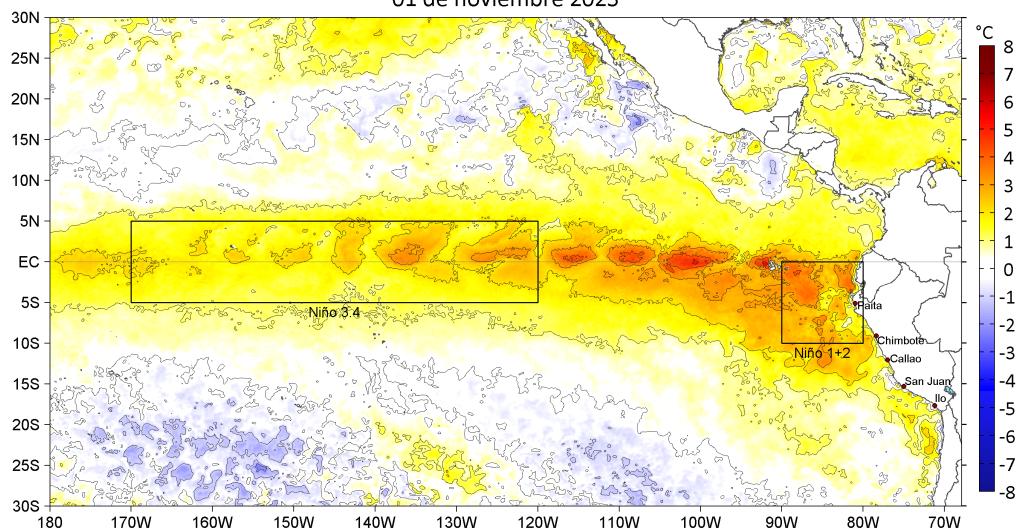 01 de noviembre 2023
°C
30N
25N
20N
15N
10N
5N
EC
5S
10S
15S
20S
25S
30S
8
7
6
5
4
3
2
1
0
-1
-2
-3
-4
-5
-6
-7
-8
Niño 3.4
Niño 1+2
Paita
Chimbote
Callao
San Juan
Ilo
180 170W 160W 150W 140W 130W 120W 110W 100W 90W 80W 70W